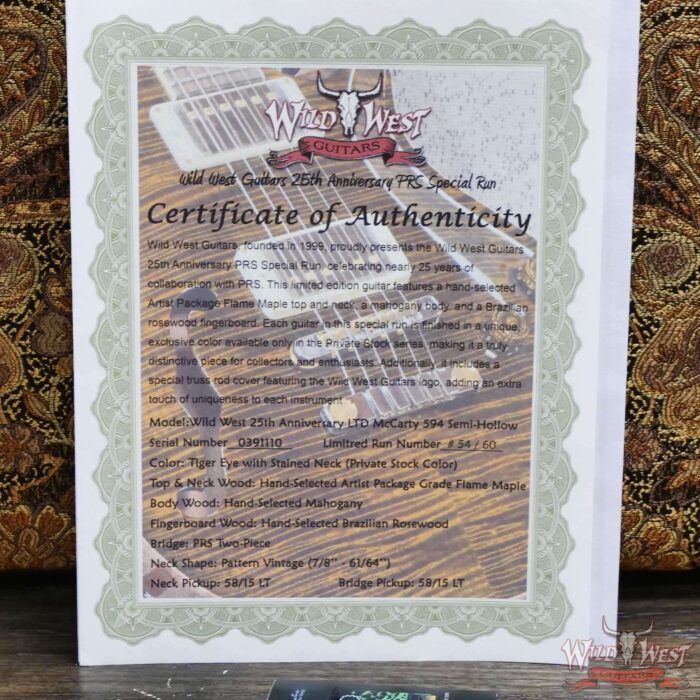 WILD WEST
GUITARS
Wild West Guitars 25th Anniversary PRS Special Run
Certificate of Authenticity
Wild West Guitars, founded in 1999, proudly presents the Wild West Guitars
25th Anniversary PRS Special Run, celebrating nearly 25 years of
collaboration with PRS. This limited edition guitar features a hand-selected
Artist Package Flame Maple top and neck, a mahogany body, and a Brazilian
rosewood fingerboard. Each guitar in this special run is finished in a unique,
exclusive color available only in the Private Stock series, making it a truly
distinctive piece for collectors and enthusiasts. Additionally, it includes a
special truss rod cover featuring the Wild West Guitars logo, adding an extra
touch of uniqueness to each instrument
Model:Wild West 25th Anniversary LTD McCarty 594 Semi-Hollow
Serial Number 0391110 Limitred Run Number # 54 / 60
Color: Tiger Eye with Stained Neck (Private Stock Color)
Top & Neck Wood: Hand-Selected Artist Package Grade Flame Maple
Body Wood: Hand-Selected Mahogany
Fingerboard Wood: Hand-Selected Brazilian Rosewood
Bridge: PRS Two-Piece
Neck Shape: Pattern Vintage (7/8" - 61/64")
Neck Pickup: 58/15 LT Bridge Pickup: 58/15 LT
WILD WEST
GUITARS